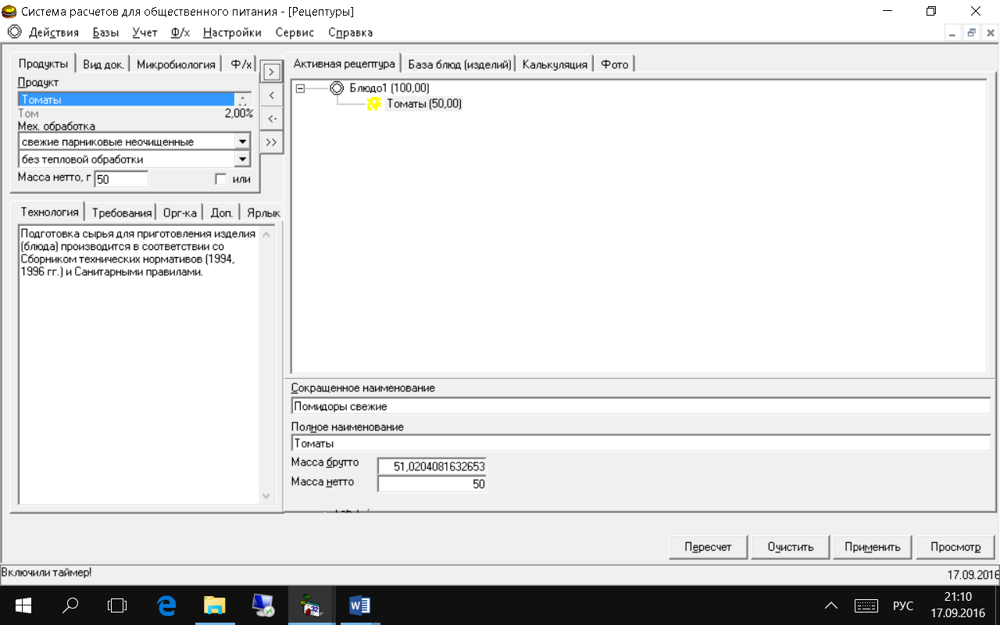 Система расчетов для общественного питания - [Рецептуры]
Действия Базы Учет Ф/х Настройки Сервис Справка
Продукты Вид док. Микробиология Ф/х
Продукт
Томаты
Том 2,00%
Мех. обработка
свежие парниковые неочищенные
без тепловой обработки
Масса нетто, г 50 или
>
<
<-
>>
Технология Требования Орг-ка Доп. Ярлык
Подготовка сырья для приготовления изделия
(блюда) производится в соответствии со
Сборником технических нормативов (1994,
1996 гг.) и Санитарными правилами.
Активная рецептура База блюд (изделий) Калькуляция Фото
Блюдо1 (100,00)
Томаты (50,00)
Сокращенное наименование
Помидоры свежие
Полное наименование
Томаты
Масса брутто 51,0204081632653
Масса нетто 50
Пересчет Очистить Применить Просмотр
Включили таймер! 17.09.2016
РУС 21:10
17.09.2016